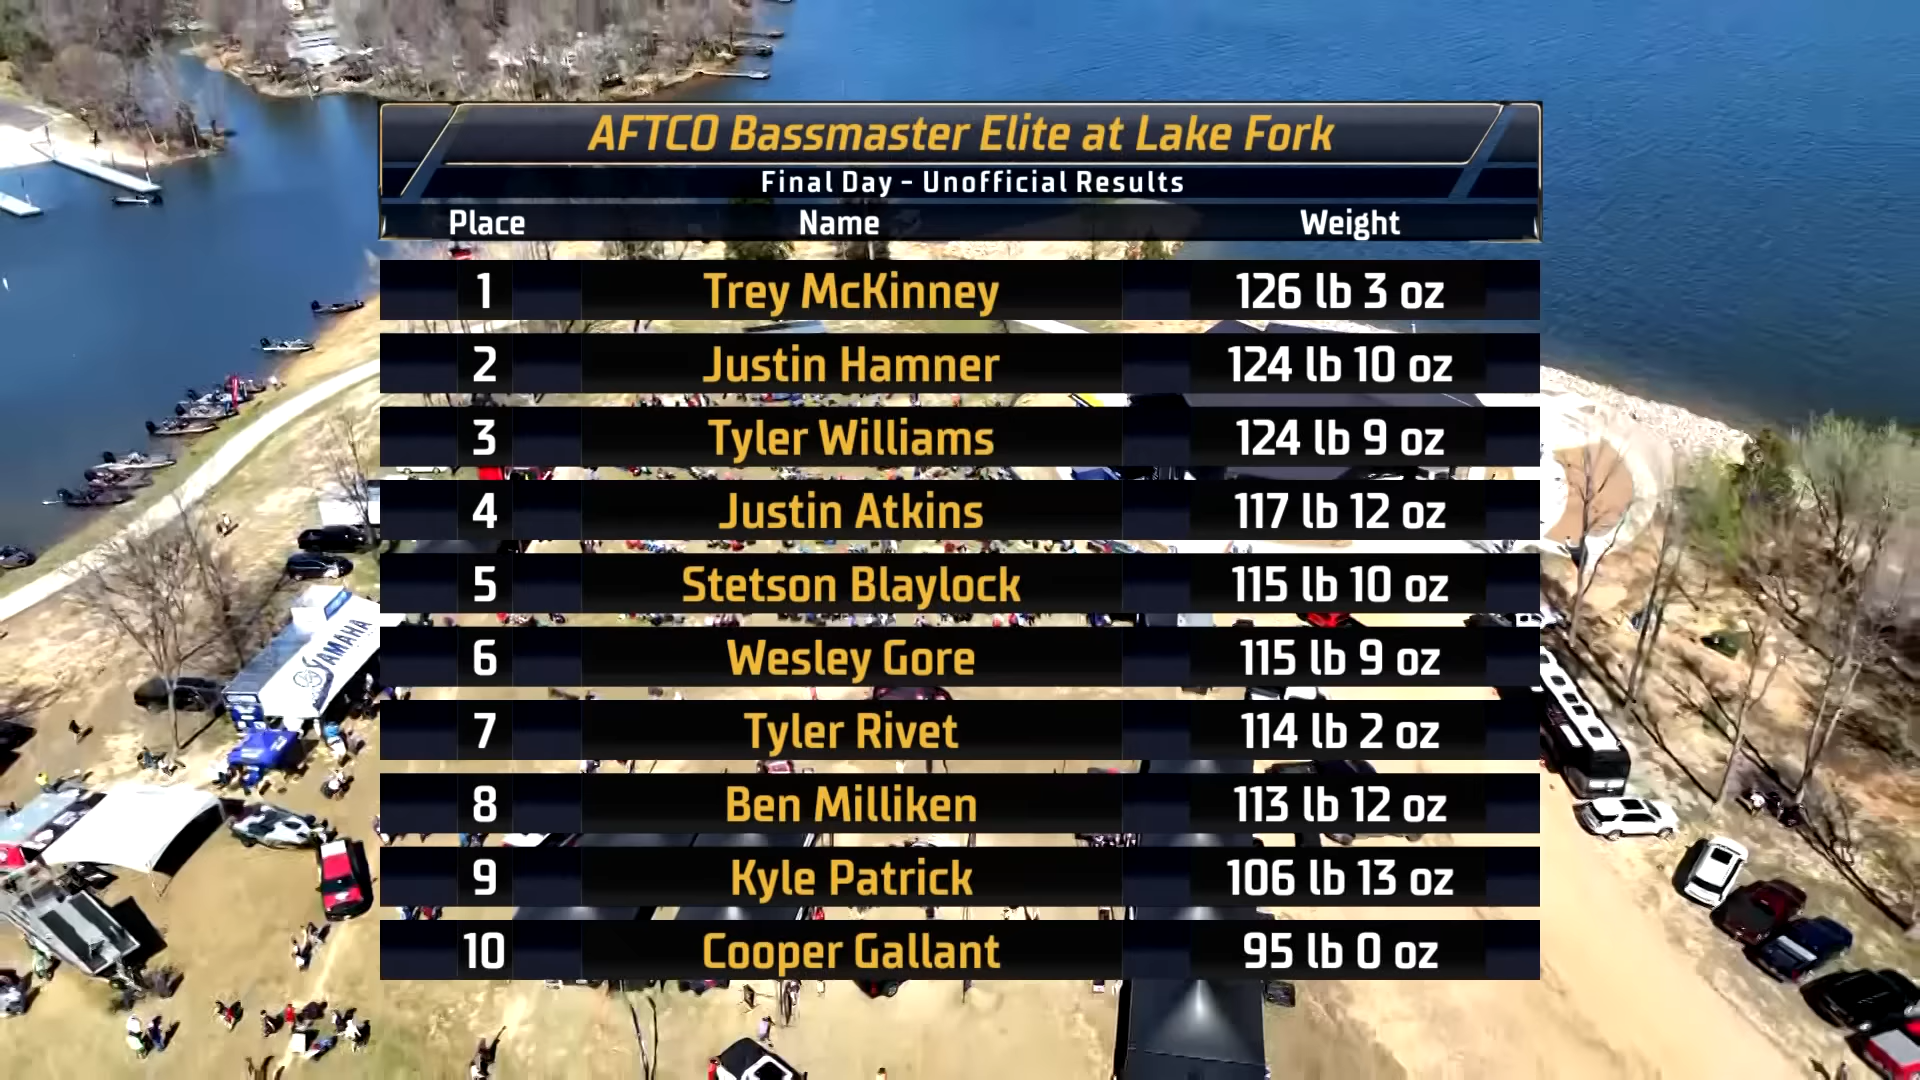 AFTCO Bassmaster Elite at Lake Fork
Final Day - Unofficial Results
Place Name Weight
1 Trey McKinney 126 lb 3 oz
2 Justin Hamner 124 lb 10 oz
3 Tyler Williams 124 lb 9 oz
4 Justin Atkins 117 lb 12 oz
5 Stetson Blaylock 115 lb 10 oz
6 Wesley Gore 115 lb 9 oz
7 Tyler Rivet 114 lb 2 oz
8 Ben Milliken 113 lb 12 oz
9 Kyle Patrick 106 lb 13 oz
10 Cooper Gallant 95 lb 0 oz
YAMAHA